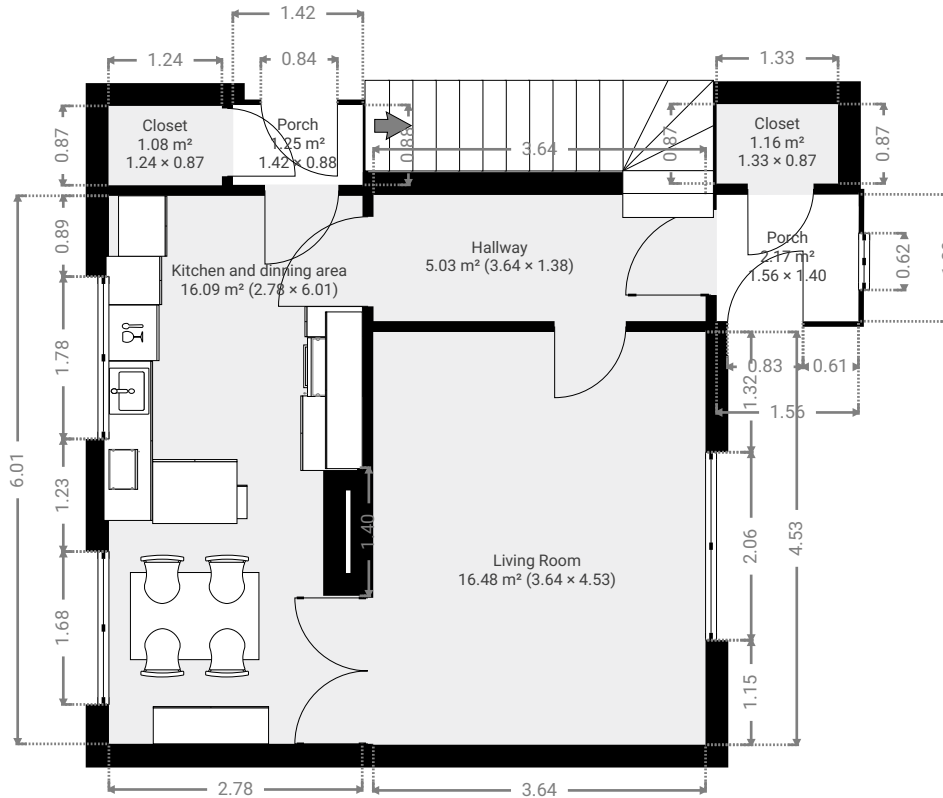 1.42
1.24
0.84
1.33
0.87
Closet
1.08 m²
1.24 × 0.87
Porch
1.25 m²
1.42 × 0.88
0.88
3.64
0.87
Closet
1.16 m²
1.33 × 0.87
0.87
0.89
Kitchen and dinning area
16.09 m² (2.78 × 6.01)
Hallway
5.03 m² (3.64 × 1.38)
Porch
2.17 m²
1.56 × 1.40
0.62
1.78
0.83
0.61
1.32
1.56
6.01
1.23
1.40
2.06
4.53
Living Room
16.48 m² (3.64 × 4.53)
1.68
1.15
2.78
3.64